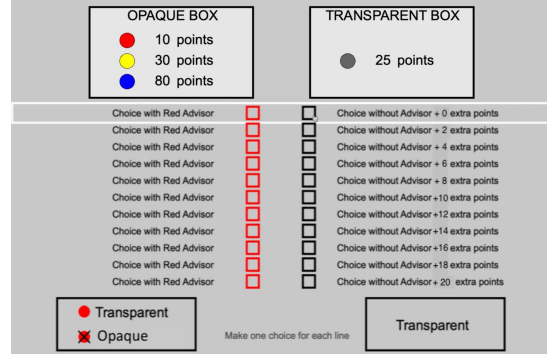 OPAQUE BOX
10 points
30 points
80 points
TRANSPARENT BOX
25 points
Choice with Red Advisor Choice without Advisor + 0 extra points
Choice with Red Advisor Choice without Advisor + 2 extra points
Choice with Red Advisor Choice without Advisor + 4 extra points
Choice with Red Advisor Choice without Advisor + 6 extra points
Choice with Red Advisor Choice without Advisor + 8 extra points
Choice with Red Advisor Choice without Advisor +10 extra points
Choice with Red Advisor Choice without Advisor +12 extra points
Choice with Red Advisor Choice without Advisor +14 extra points
Choice with Red Advisor Choice without Advisor +16 extra points
Choice with Red Advisor Choice without Advisor +18 extra points
Choice with Red Advisor Choice without Advisor + 20 extra points
Transparent
Opaque
Make one choice for each line
Transparent